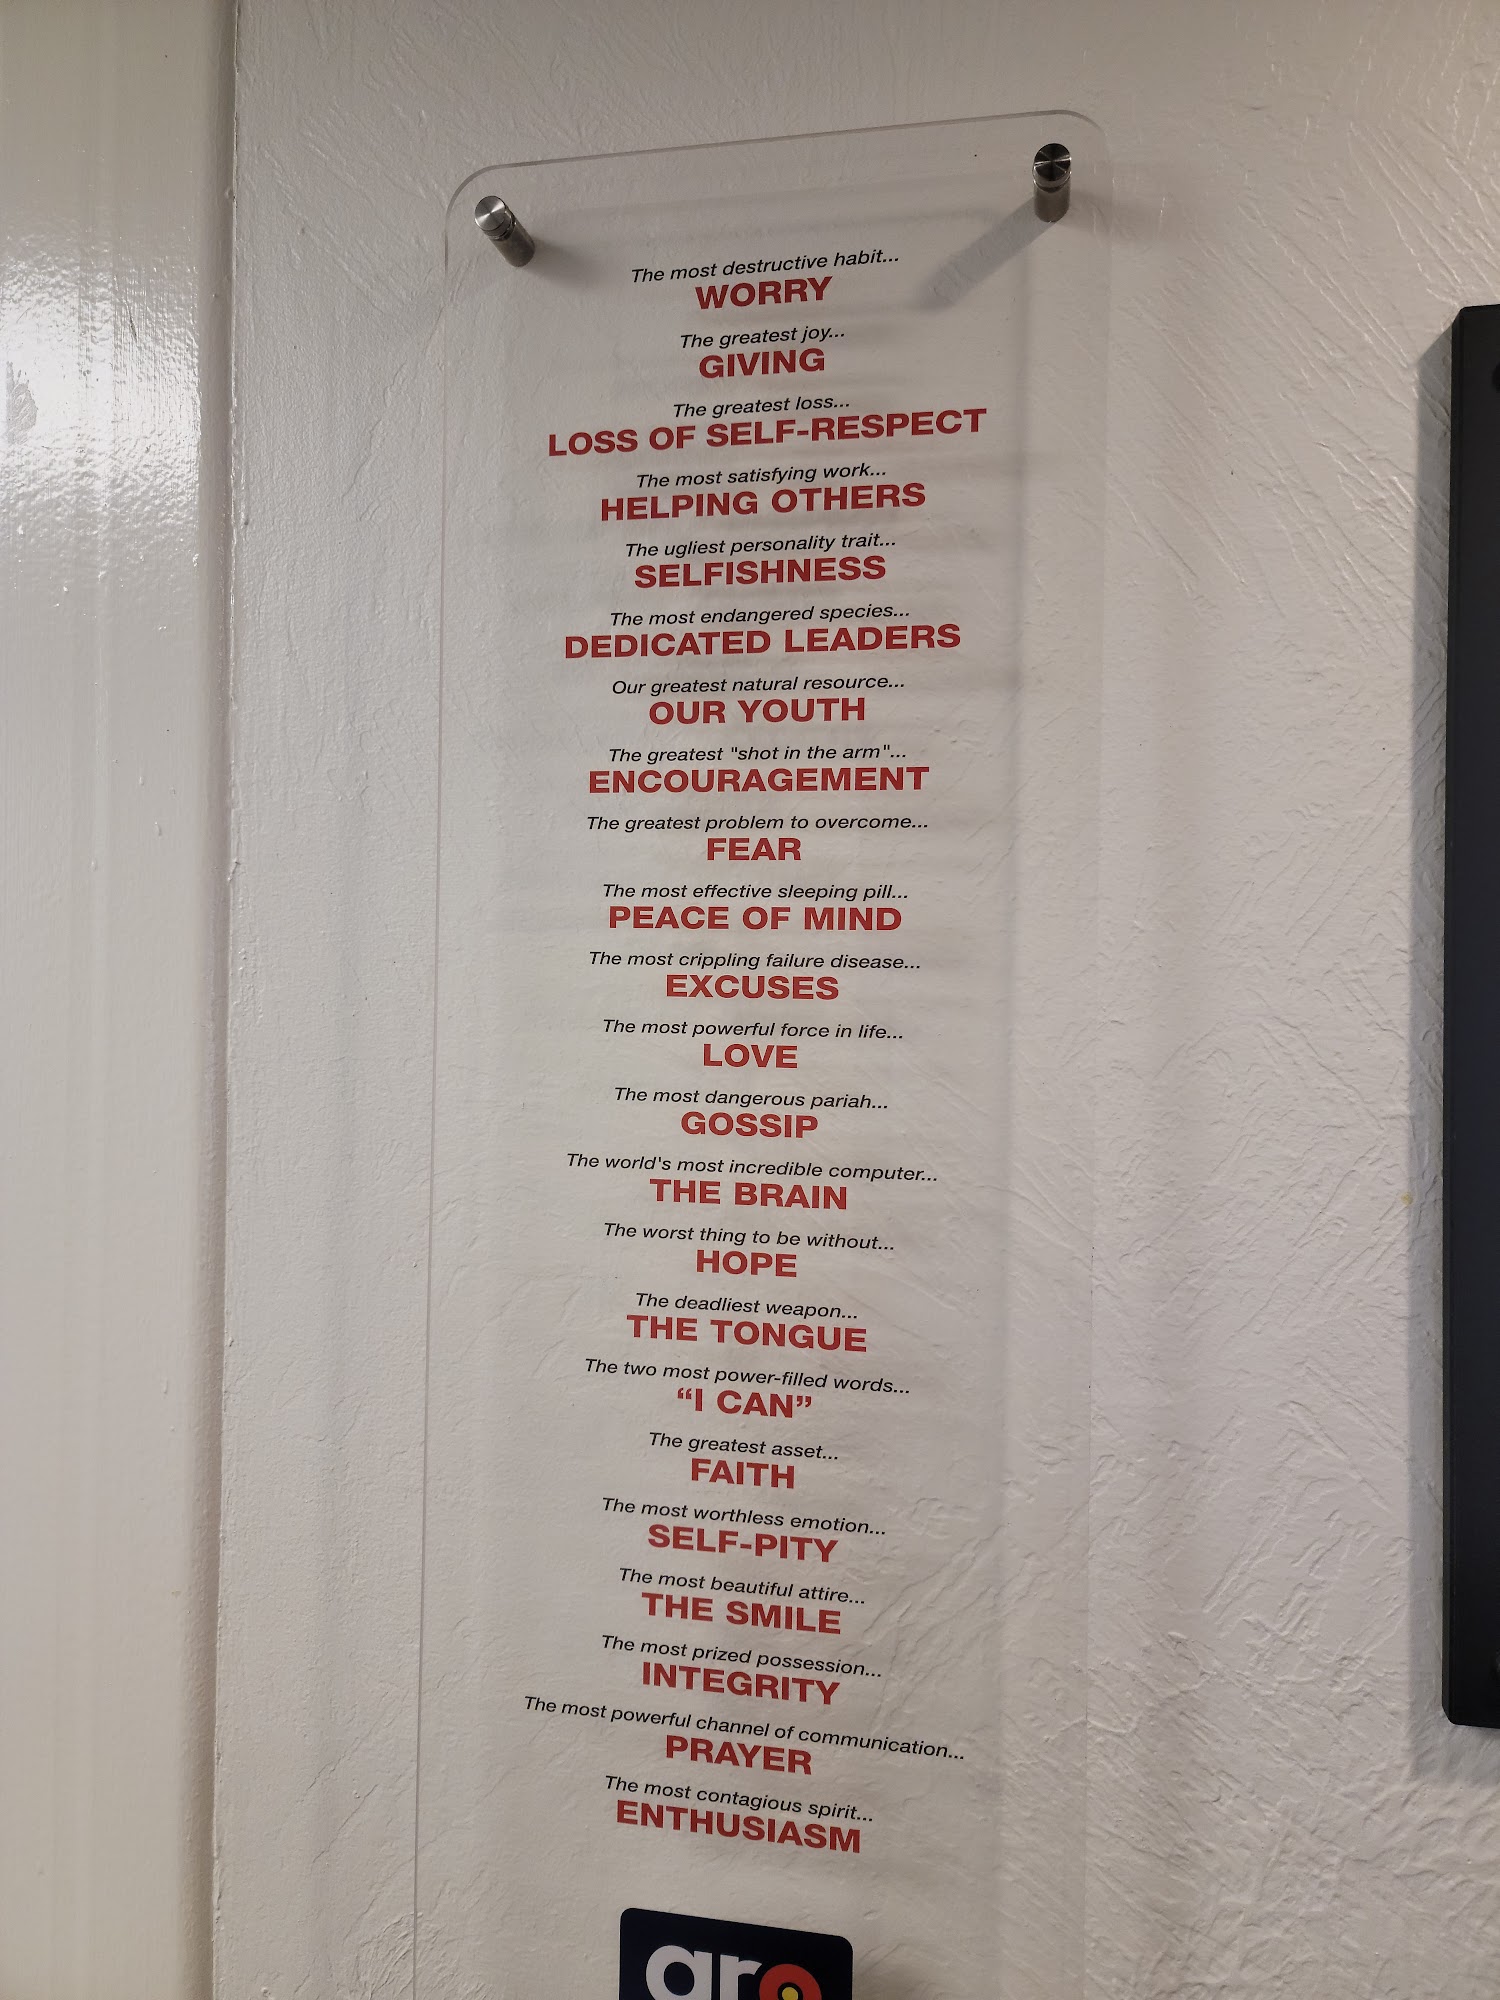 The most destructive habit...
WORRY
The greatest joy...
GIVING
The greatest loss...
LOSS OF SELF-RESPECT
The most satisfying work...
HELPING OTHERS
The ugliest personality trait...
SELFISHNESS
The most endangered species...
DEDICATED LEADERS
Our greatest natural resource...
OUR YOUTH
The greatest "shot in the arm"...
ENCOURAGEMENT
The greatest problem to overcome...
FEAR
The most effective sleeping pill...
PEACE OF MIND
The most crippling failure disease...
EXCUSES
The most powerful force in life...
LOVE
The most dangerous pariah...
GOSSIP
The world's most incredible computer...
THE BRAIN
The worst thing to be without...
HOPE
The deadliest weapon...
THE TONGUE
The two most power-filled words...
“I CAN”
The greatest asset...
FAITH
The most worthless emotion...
SELF-PITY
The most beautiful attire...
THE SMILE
The most prized possession...
INTEGRITY
The most powerful channel of communication...
PRAYER
The most contagious spirit...
ENTHUSIASM